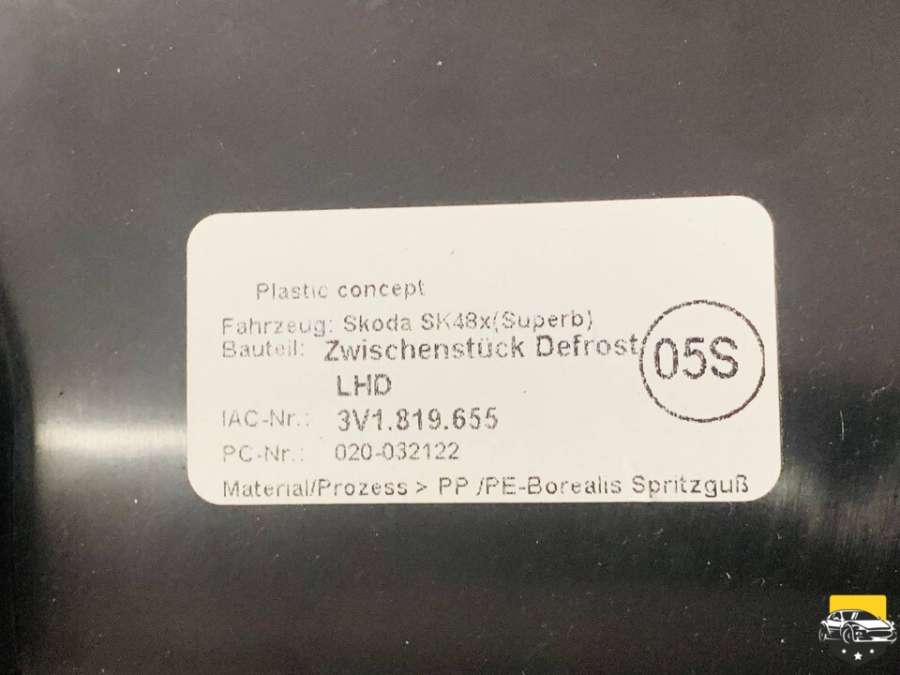 Plastic concept
Fahrzeug: Skoda SK48x(Superb)
Bauteil: Zwischenstück Defrost
LHD
05S
IAC-Nr.: 3V1.819.655
PC-Nr.: 020-032122
Material/Prozess > PP /PE-Borealis Spritzguß